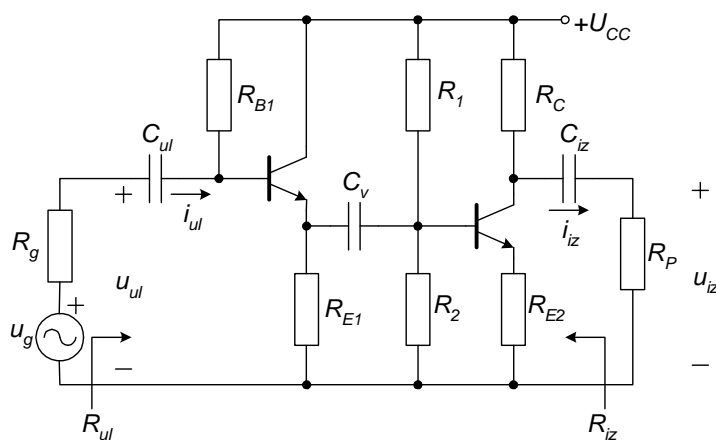 +U_CC
R_B1
R_1
R_C
C_ul
C_iz
+
i_ul
C_v
i_iz
+
R_g
u_ul
R_P
u_iz
+
R_E1
R_2
R_E2
u_g
−
−
R_ul
R_iz